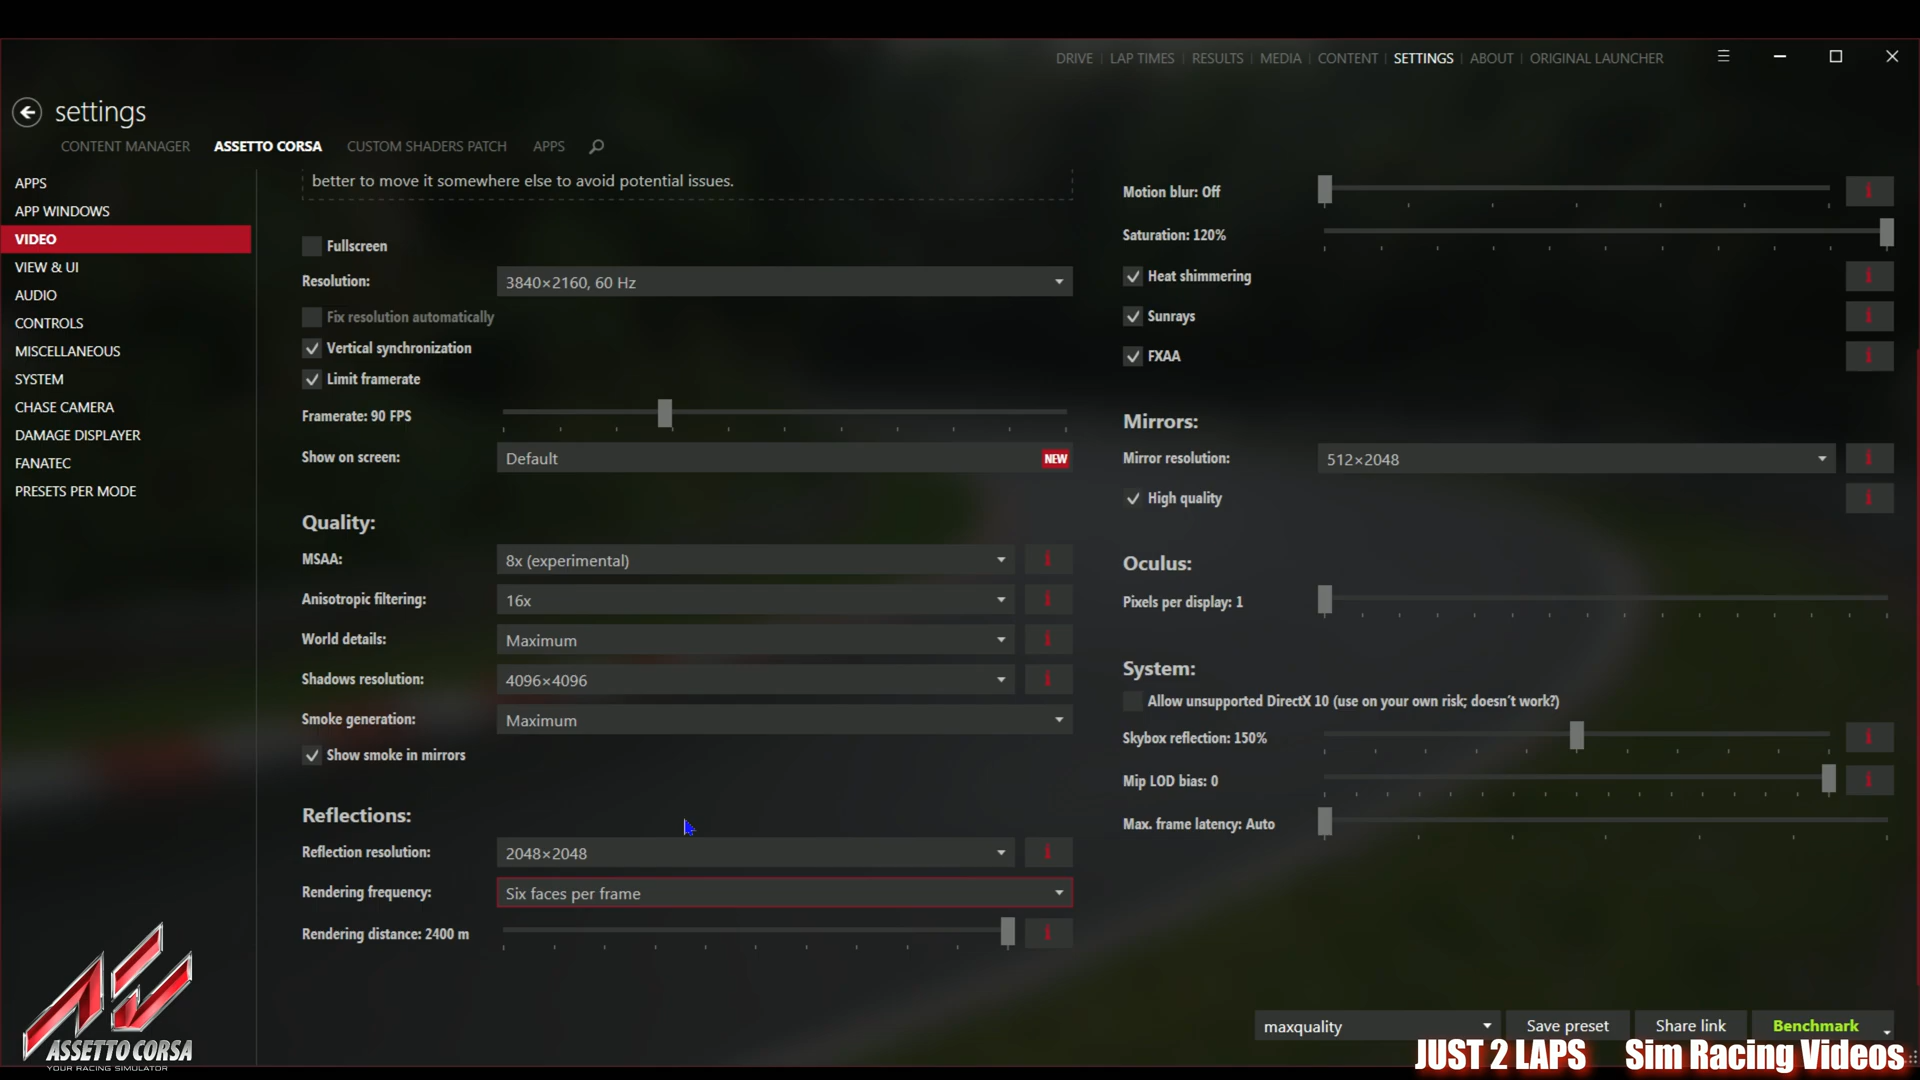 DRIVE | LAP TIMES | RESULTS | MEDIA | CONTENT | SETTINGS | ABOUT | ORIGINAL LAUNCHER
settings
CONTENT MANAGER ASSETTO CORSA CUSTOM SHADERS PATCH APPS
APPS
APP WINDOWS
VIDEO
VIEW & UI
AUDIO
CONTROLS
MISCELLANEOUS
SYSTEM
CHASE CAMERA
DAMAGE DISPLAYER
FANATEC
PRESETS PER MODE
better to move it somewhere else to avoid potential issues.
Fullscreen
Resolution: 3840×2160, 60 Hz
Fix resolution automatically
Vertical synchronization
Limit framerate
Framerate: 90 FPS
Show on screen: Default NEW
Quality:
MSAA: 8x (experimental)
Anisotropic filtering: 16x
World details: Maximum
Shadows resolution: 4096×4096
Smoke generation: Maximum
Show smoke in mirrors
Reflections:
Reflection resolution: 2048×2048
Rendering frequency: Six faces per frame
Rendering distance: 2400 m
Motion blur: Off
Saturation: 120%
Heat shimmering
Sunrays
FXAA
Mirrors:
Mirror resolution: 512×2048
High quality
Oculus:
Pixels per display: 1
System:
Allow unsupported DirectX 10 (use on your own risk; doesn't work?)
Skybox reflection: 150%
Mip LOD bias: 0
Max. frame latency: Auto
maxquality Save preset Share link Benchmark
ASSETTO CORSA
YOUR RACING SIMULATOR
JUST 2 LAPS Sim Racing Videos